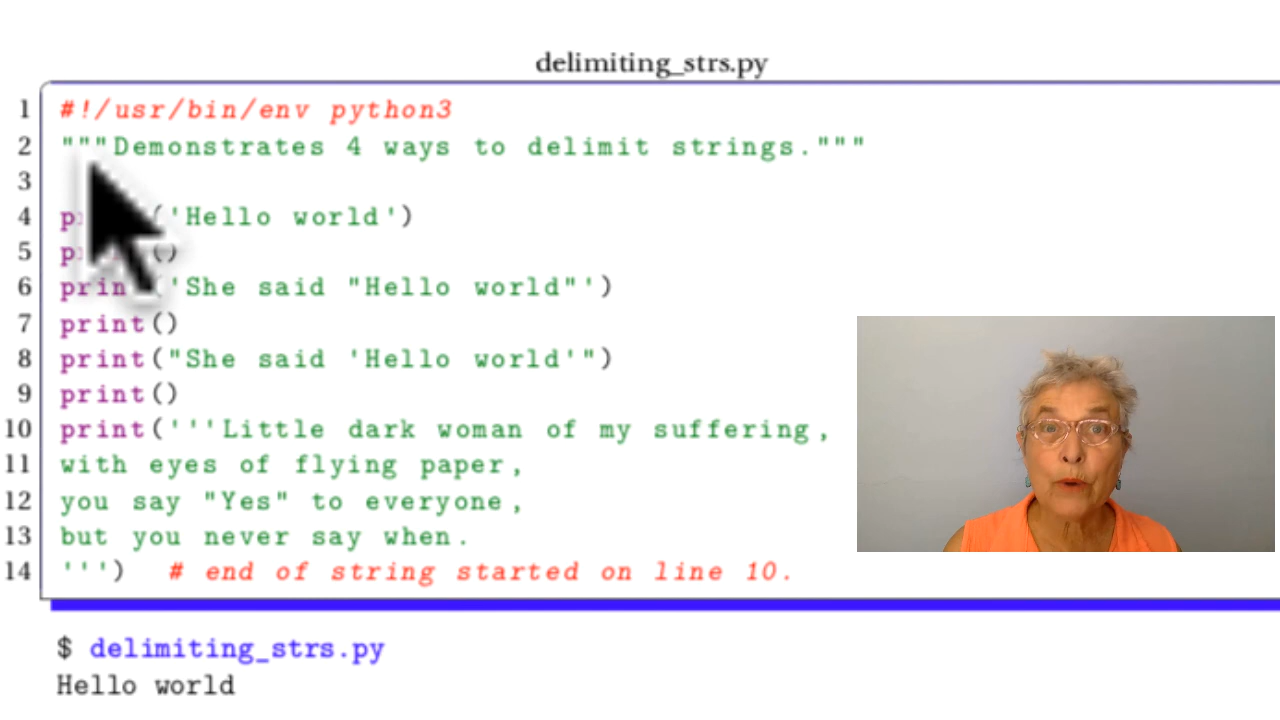 delimiting_strs.py
1 #!/usr/bin/env python3
2 """Demonstrates 4 ways to delimit strings."""
3
4 print('Hello world')
5 print()
6 print('She said "Hello world"')
7 print()
8 print("She said 'Hello world'")
9 print()
10 print('''Little dark woman of my suffering,
11 with eyes of flying paper,
12 you say "Yes" to everyone,
13 but you never say when.
14 ''') # end of string started on line 10.
$ delimiting_strs.py
Hello world